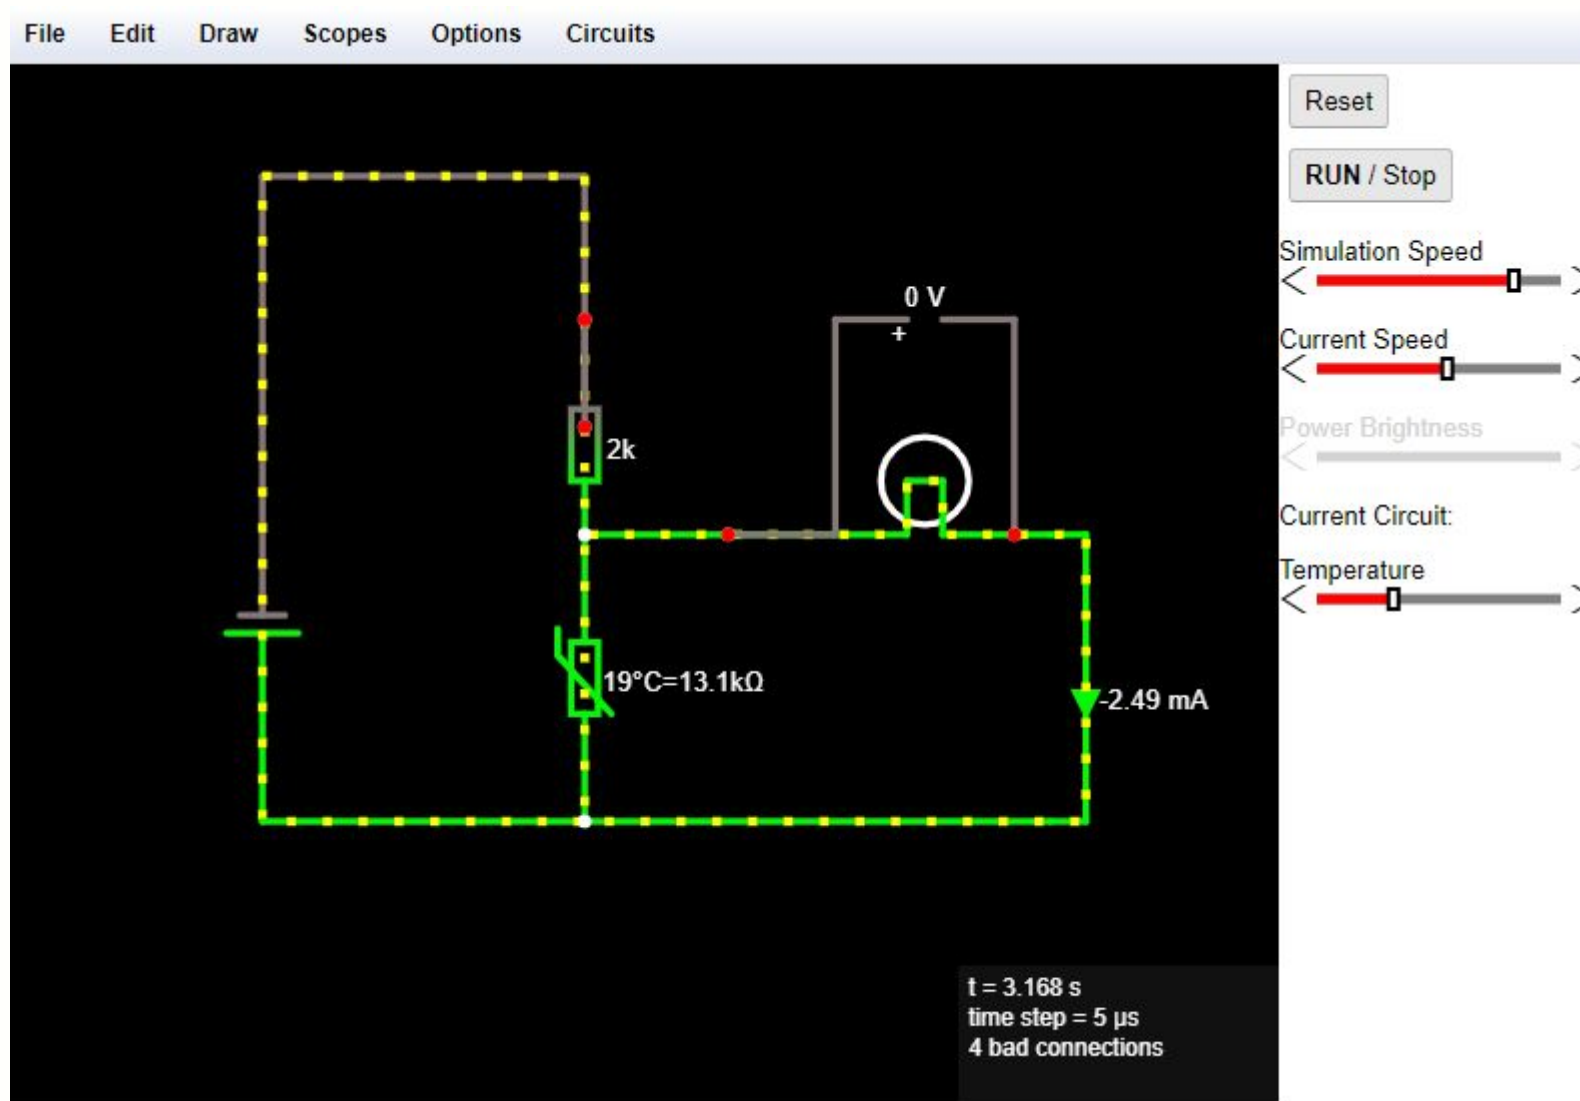 File Edit Draw Scopes Options Circuits
Reset
RUN / Stop
Simulation Speed
Current Speed
Power Brightness
Current Circuit:
Temperature
0 V
+
2k
19°C=13.1kΩ
-2.49 mA
t = 3.168 s
time step = 5 µs
4 bad connections